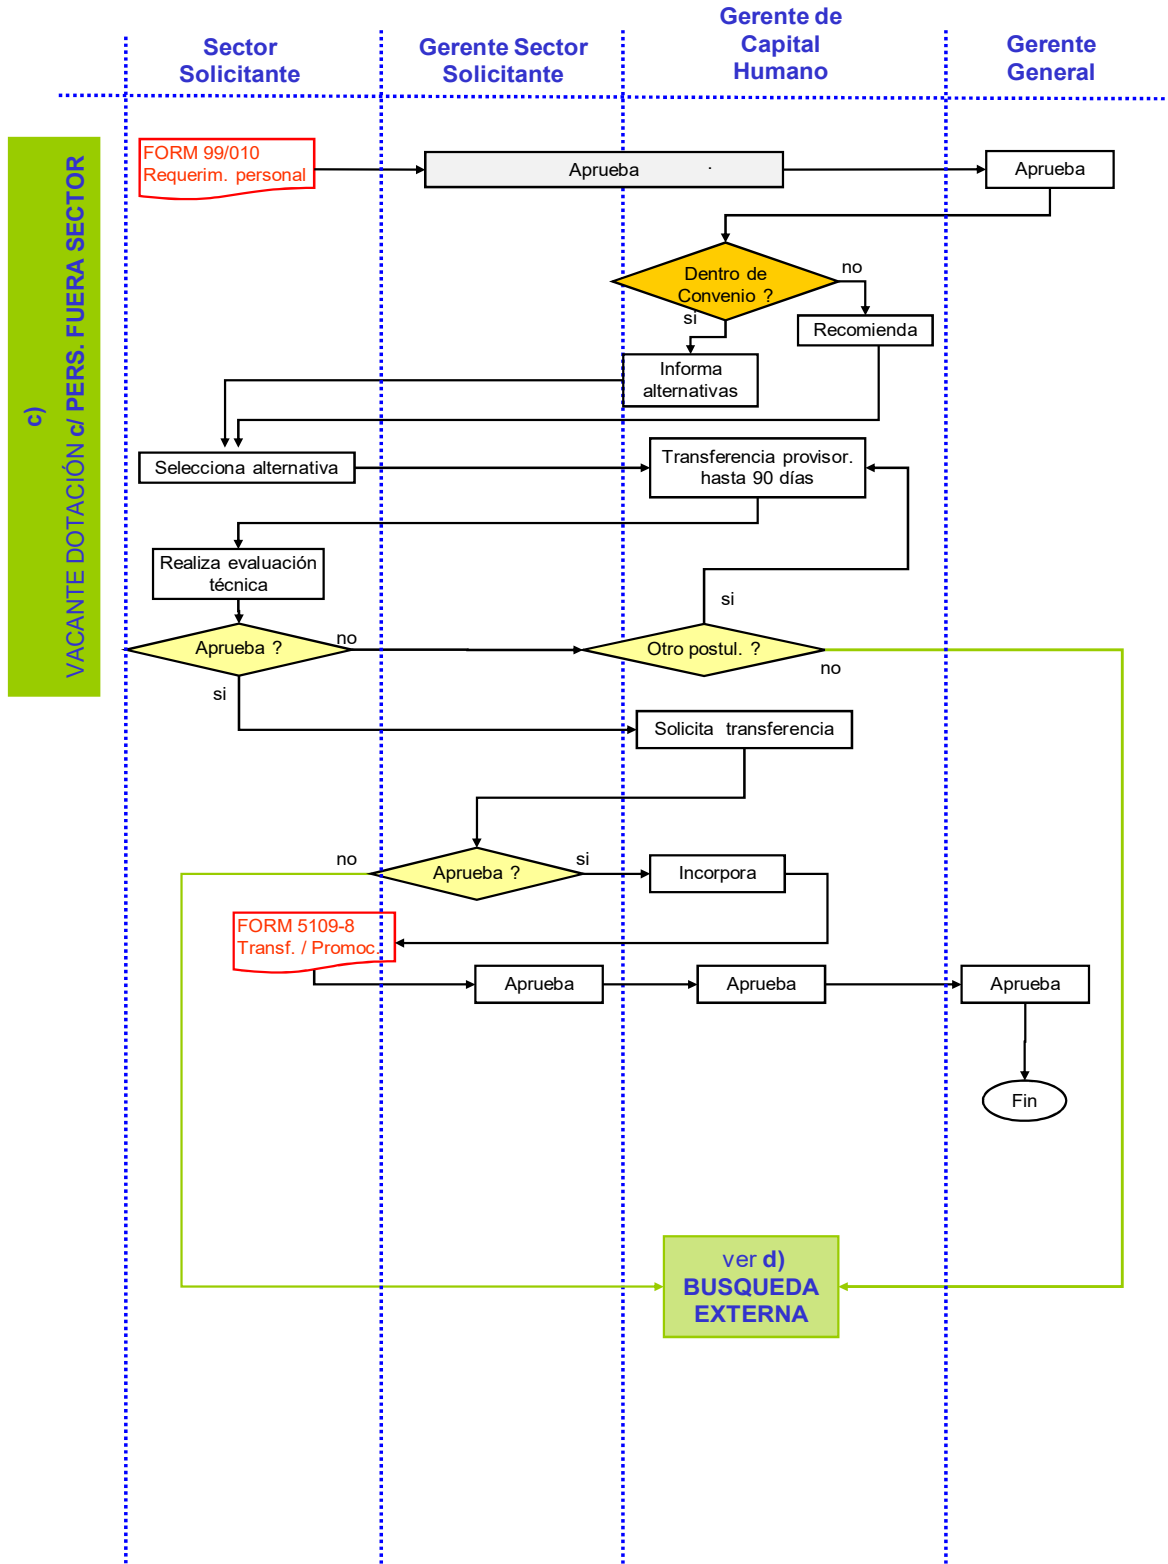 Sector
Solicitante
Gerente Sector
Solicitante
Gerente de
Capital
Humano
Gerente
General
c)
VACANTE DOTACIÓN c/ PERS. FUERA SECTOR
FORM 99/010
Requerim. personal
Aprueba .
Aprueba
Dentro de
Convenio ?
no
si
Recomienda
Informa
alternativas
Selecciona alternativa
Transferencia provisor.
hasta 90 días
Realiza evaluación
técnica
si
Aprueba ?
no
Otro postul. ?
no
si
Solicita transferencia
no
Aprueba ?
si
Incorpora
FORM 5109-8
Transf. / Promoc.
Aprueba
Aprueba
Aprueba
Fin
ver d)
BUSQUEDA
EXTERNA